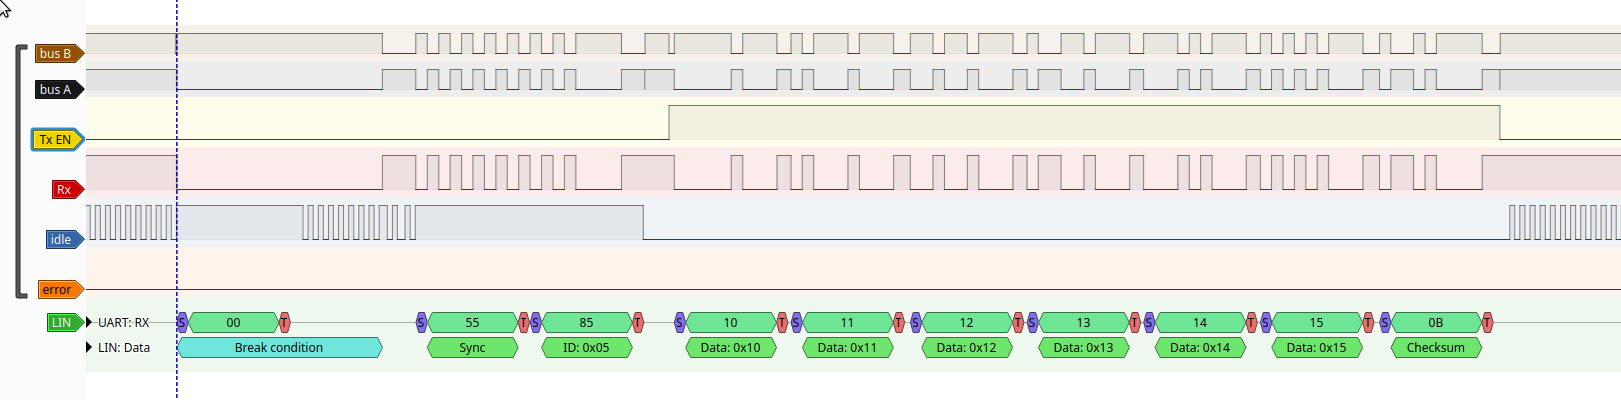 bus B
bus A
Tx EN
Rx
idle
error
LIN UART: RX S 00 T S 55 T S 85 T S 10 T S 11 T S 12 T S 13 T S 14 T S 15 T S 0B T
LIN: Data Break condition Sync ID: 0x05 Data: 0x10 Data: 0x11 Data: 0x12 Data: 0x13 Data: 0x14 Data: 0x15 Checksum